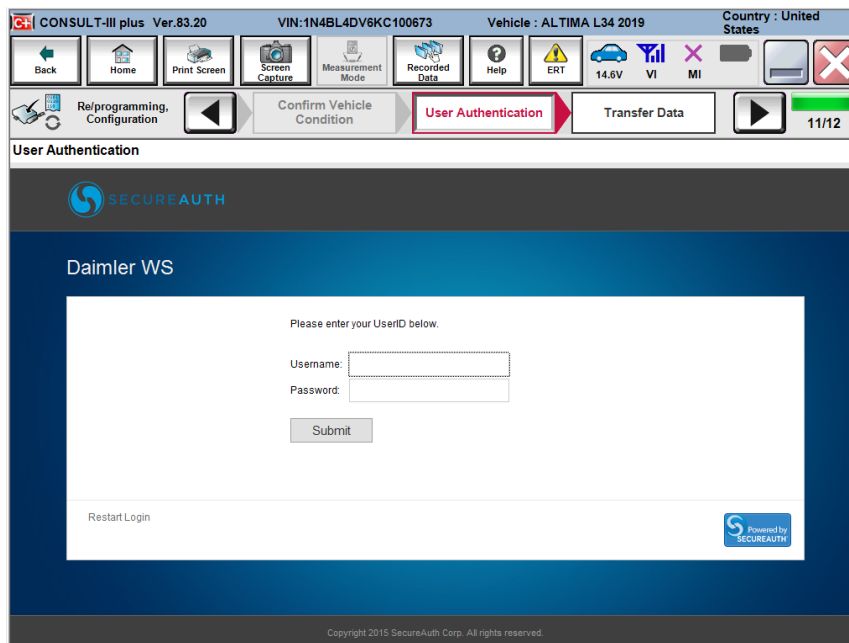 C+ CONSULT-III plus Ver.83.20 VIN:1N4BL4DV6KC100673 Vehicle : ALTIMA L34 2019 Country : United
States
Back Home Print Screen Screen
Capture Measurement
Mode Recorded
Data Help ERT 14.6V VI MI
Re/programming,
Configuration Confirm Vehicle
Condition User Authentication Transfer Data 11/12
User Authentication
SECUREAUTH
Daimler WS
Please enter your UserID below.
Username:
Password:
Submit
Restart Login
Powered by
SECUREAUTH
Copyright 2015 SecureAuth Corp. All rights reserved.